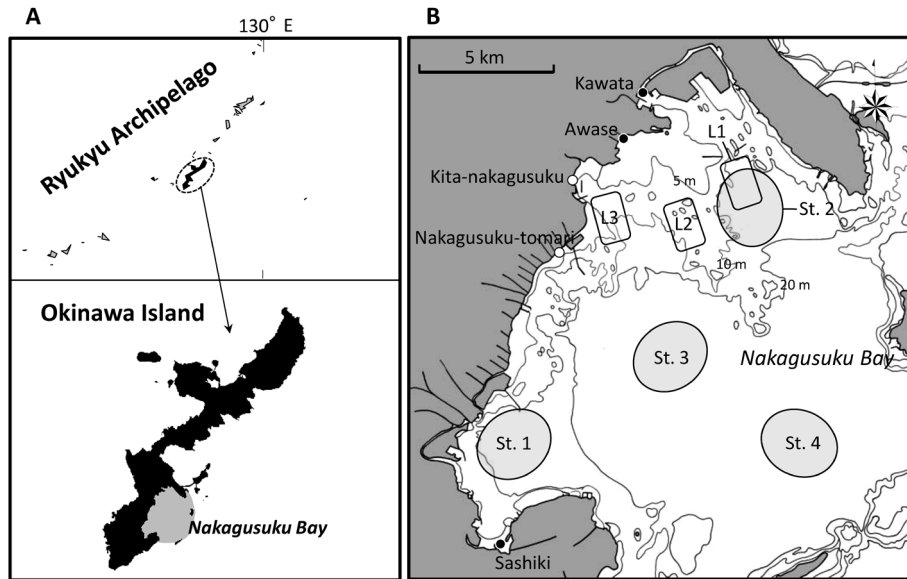 A
130° E
Ryukyu Archipelago
Okinawa Island
Nakagusuku Bay
B
5 km
Kawata
Awase
L1
Kita-nakagusuku
5 m
St. 2
L3
L2
Nakagusuku-tomari
10 m
20 m
St. 3
Nakagusuku Bay
St. 1
St. 4
Sashiki